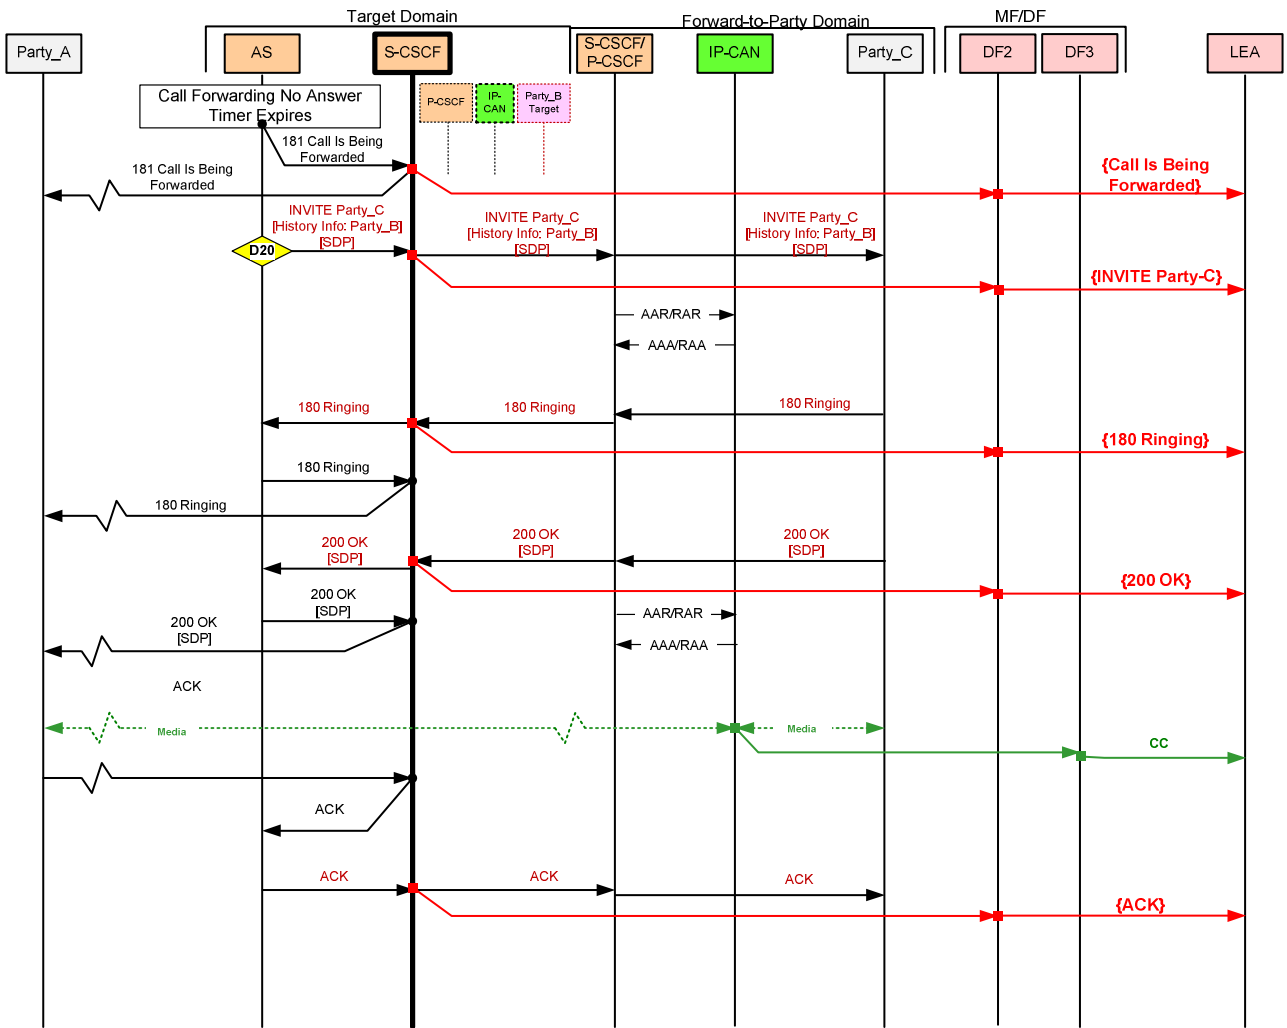 Target Domain
Forward-to-Party Domain
MF/DF
Party_A
AS
S-CSCF
S-CSCF/
P-CSCF
IP-CAN
Party_C
DF2
DF3
LEA
Call Forwarding No Answer
Timer Expires
P-CSCF
IP-
CAN
Party_B
Target
181 Call Is Being
Forwarded
181 Call Is Being
Forwarded
{Call Is Being
Forwarded}
INVITE Party_C
[History Info: Party_B]
[SDP]
INVITE Party_C
[History Info: Party_B]
[SDP]
INVITE Party_C
[History Info: Party_B]
[SDP]
D20
{INVITE Party-C}
AAR/RAR
AAA/RAA
180 Ringing
180 Ringing
180 Ringing
{180 Ringing}
180 Ringing
180 Ringing
200 OK
[SDP]
200 OK
[SDP]
200 OK
[SDP]
{200 OK}
200 OK
[SDP]
AAR/RAR
200 OK
[SDP]
AAA/RAA
ACK
Media
Media
CC
ACK
ACK
ACK
ACK
{ACK}